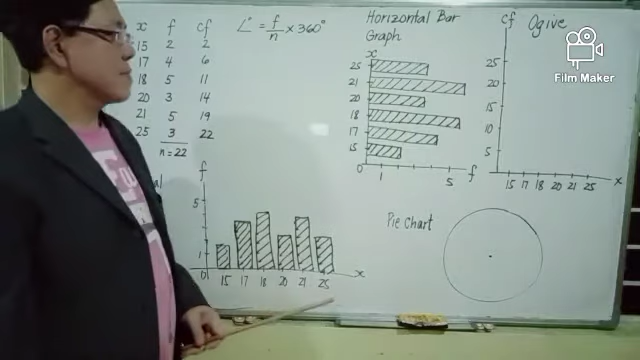 x f cf
15 2 2
17 4 6
18 5 11
20 3 14
21 5 19
25 3 22
n = 22
∠° = f/n × 360°
Horizontal Bar
Graph
x
25
21
20
18
17
15
0 1 5 f
cf Ogive
25
20
15
10
5
15 17 18 20 21 25 x
Film Maker
f
5
1
0 15 17 18 20 21 25 x
Pie Chart